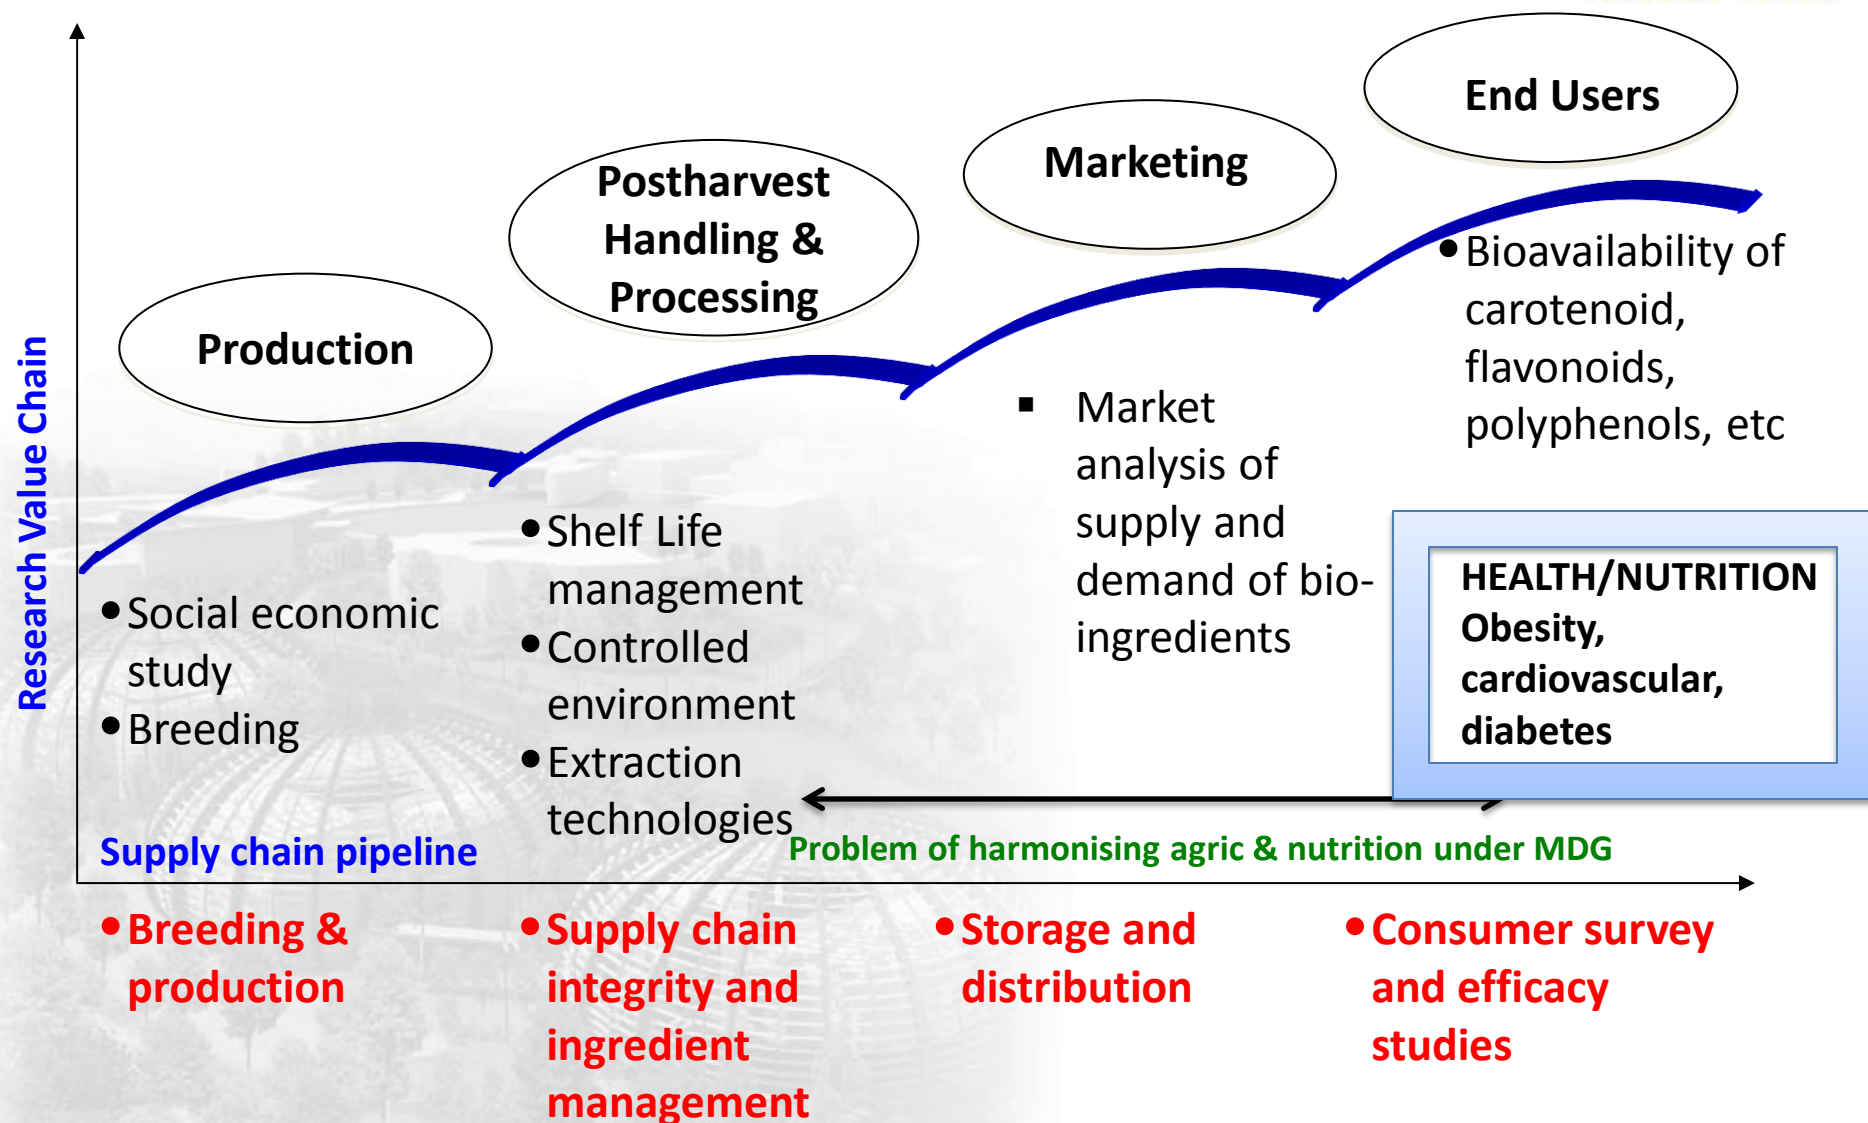 End Users
Marketing
Postharvest
Handling &
Processing
Production
Research Value Chain
• Social economic
study
• Breeding
• Shelf Life
management
• Controlled
environment
• Extraction
technologies
▪ Market
analysis of
supply and
demand of bio-
ingredients
• Bioavailability of
carotenoid,
flavonoids,
polyphenols, etc
HEALTH/NUTRITION
Obesity,
cardiovascular,
diabetes
Supply chain pipeline
Problem of harmonising agric & nutrition under MDG
• Breeding &
production
• Supply chain
integrity and
ingredient
management
• Storage and
distribution
• Consumer survey
and efficacy
studies